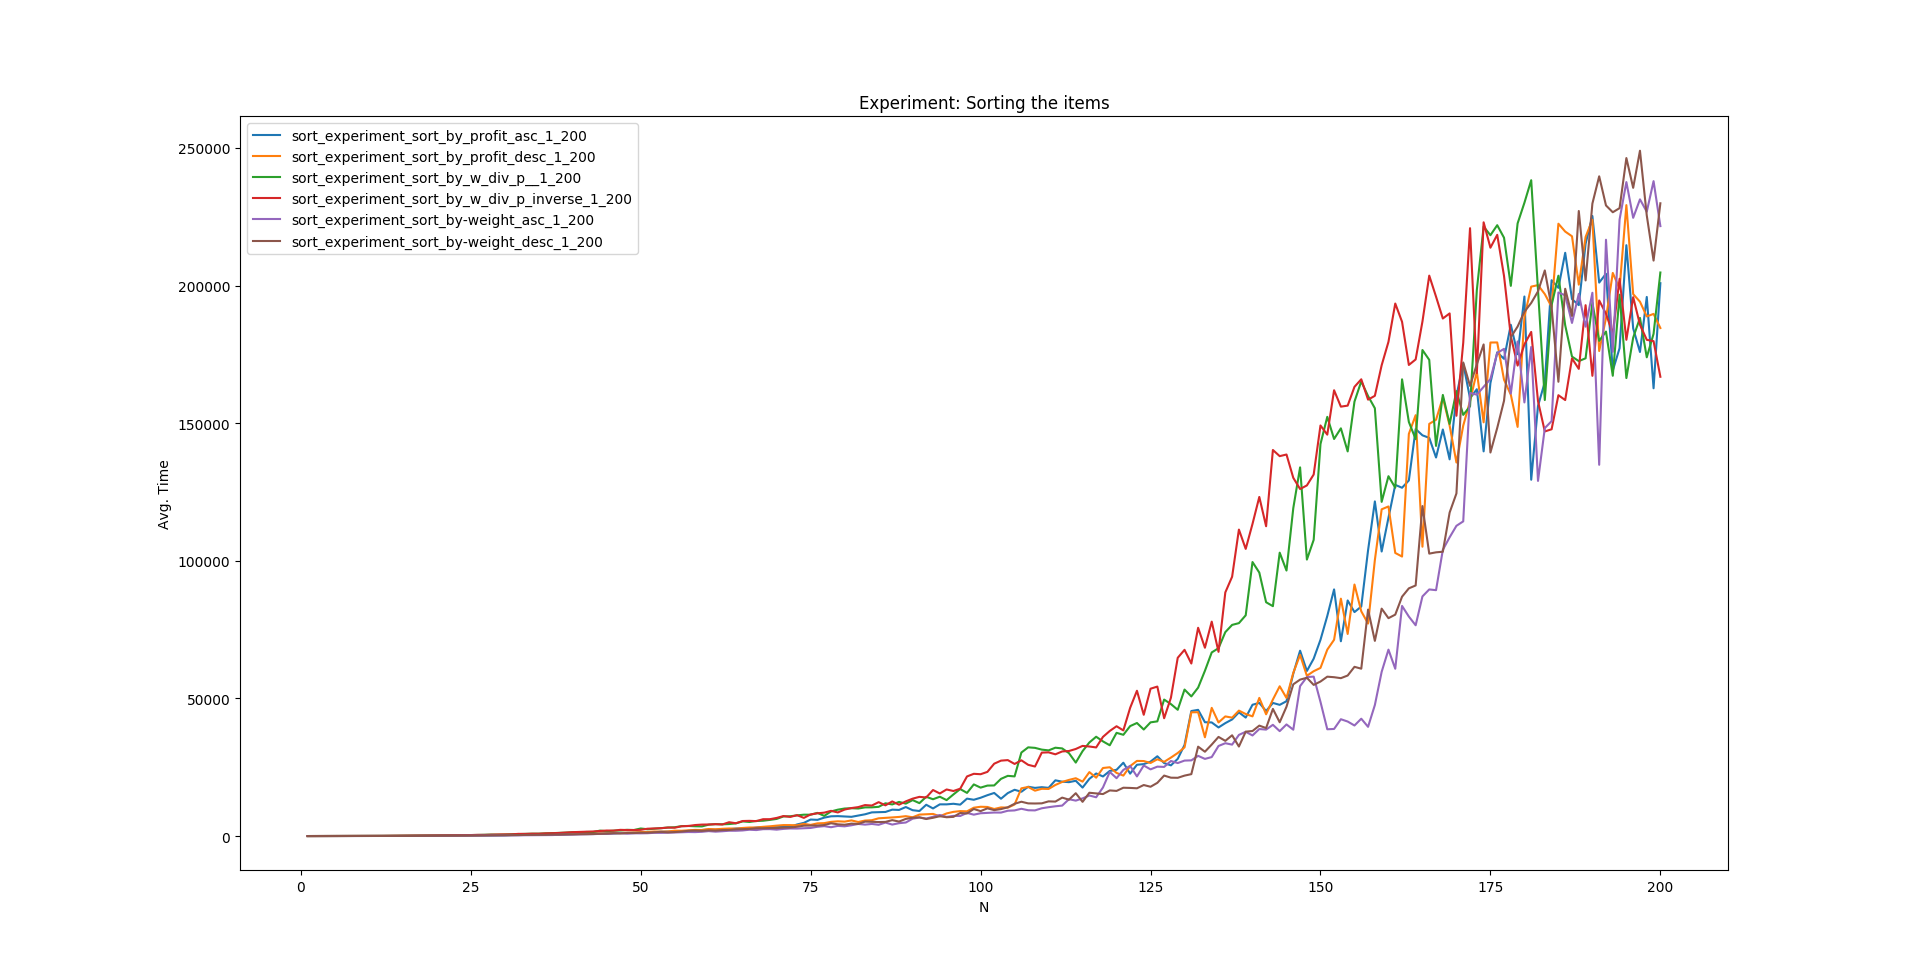 Experiment: Sorting the items
sort_experiment_sort_by_profit_asc_1_200
sort_experiment_sort_by_profit_desc_1_200
sort_experiment_sort_by_w_div_p__1_200
sort_experiment_sort_by_w_div_p_inverse_1_200
sort_experiment_sort_by-weight_asc_1_200
sort_experiment_sort_by-weight_desc_1_200
250000
200000
150000
100000
50000
0
Avg. Time
0 25 50 75 100 125 150 175 200
N